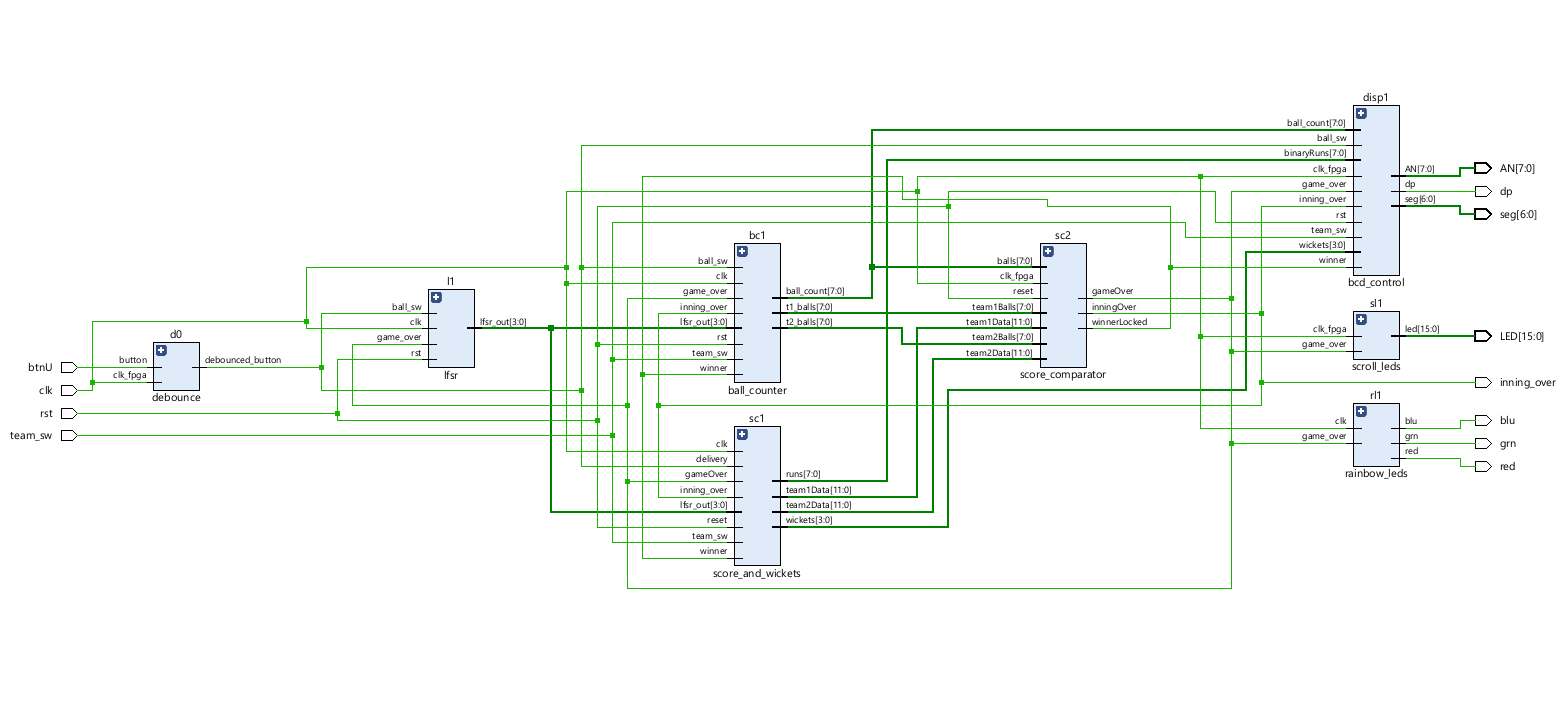 btnU
clk
rst
team_sw
d0
button
clk_fpga
debounced_button
debounce
l1
ball_sw
clk
game_over
rst
lfsr_out[3:0]
lfsr
bc1
ball_sw
clk
game_over
inning_over
lfsr_out[3:0]
rst
team_sw
winner
ball_count[7:0]
t1_balls[7:0]
t2_balls[7:0]
ball_counter
sc1
clk
delivery
gameOver
inning_over
lfsr_out[3:0]
reset
team_sw
winner
runs[7:0]
team1Data[11:0]
team2Data[11:0]
wickets[3:0]
score_and_wickets
sc2
balls[7:0]
clk_fpga
reset
team1Balls[7:0]
team1Data[11:0]
team2Balls[7:0]
team2Data[11:0]
gameOver
inningOver
winnerLocked
score_comparator
disp1
ball_count[7:0]
ball_sw
binaryRuns[7:0]
clk_fpga
game_over
inning_over
rst
team_sw
wickets[3:0]
winner
AN[7:0]
dp
seg[6:0]
bcd_control
sl1
clk_fpga
game_over
led[15:0]
scroll_leds
rl1
clk
game_over
blu
grn
red
rainbow_leds
AN[7:0]
dp
seg[6:0]
LED[15:0]
inning_over
blu
grn
red